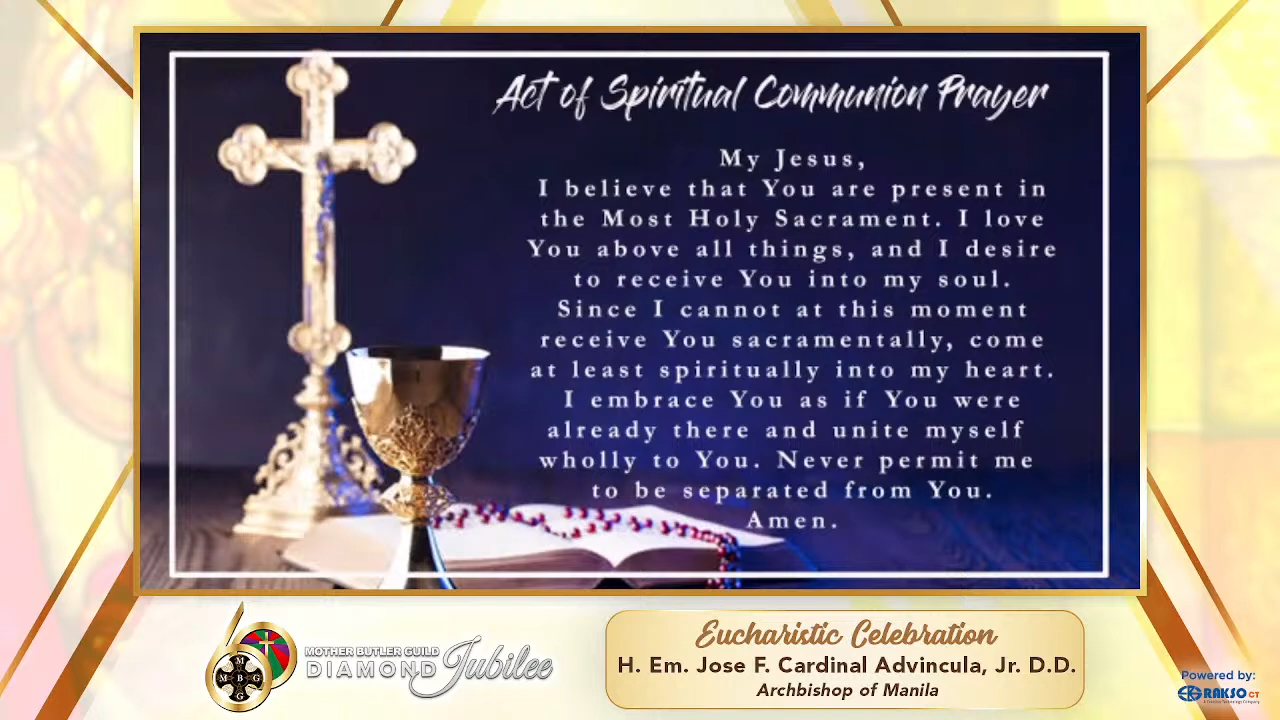 Act of Spiritual Communion Prayer
My Jesus,
I believe that You are present in
the Most Holy Sacrament. I love
You above all things, and I desire
to receive You into my soul.
Since I cannot at this moment
receive You sacramentally, come
at least spiritually into my heart.
I embrace You as if You were
already there and unite myself
wholly to You. Never permit me
to be separated from You.
Amen.
60
M
M B G
G
MOTHER BUTLER GUILD
DIAMOND Jubilee
Eucharistic Celebration
H. Em. Jose F. Cardinal Advincula, Jr. D.D.
Archbishop of Manila
Powered by:
RAKSO CT